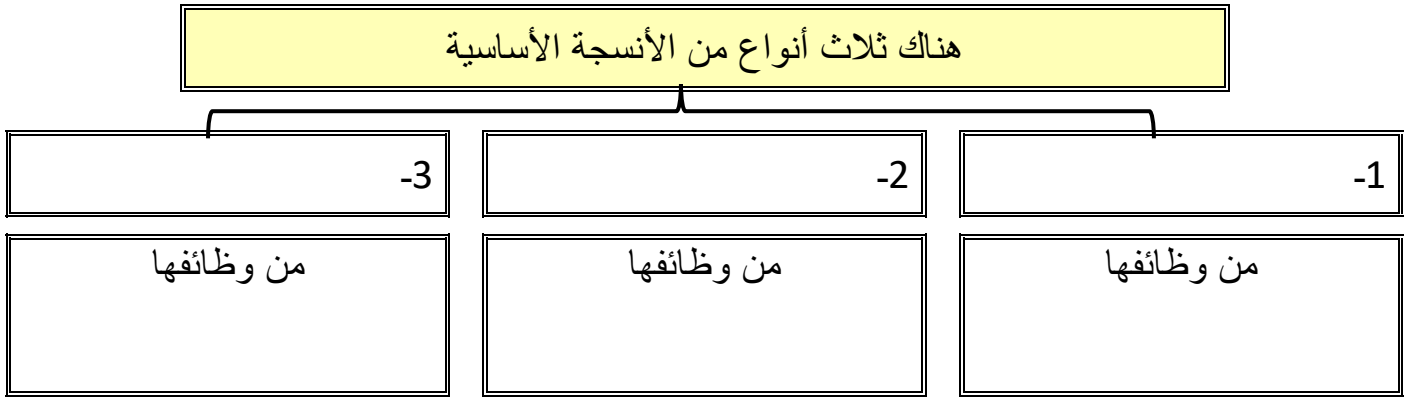 هناك ثلاث أنواع من الأنسجة الأساسية
1-
2-
3-
من وظائفها
من وظائفها
من وظائفها